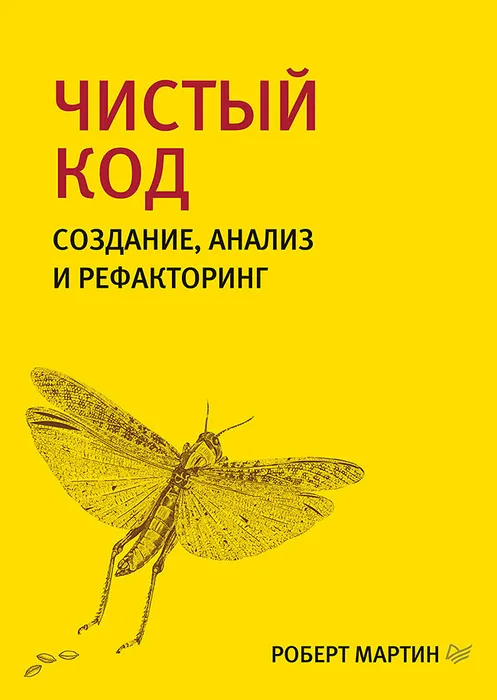 ЧИСТЫЙ
КОД
СОЗДАНИЕ, АНАЛИЗ
И РЕФАКТОРИНГ
РОБЕРТ МАРТИН